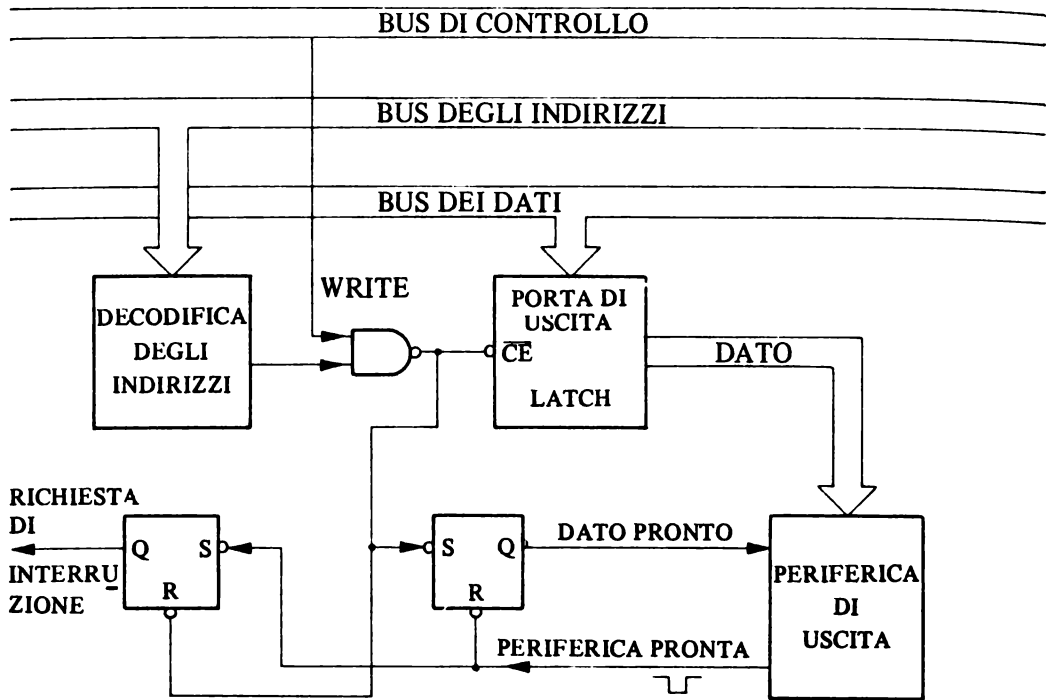 BUS DI CONTROLLO
BUS DEGLI INDIRIZZI
BUS DEI DATI
WRITE
DECODIFICA
DEGLI
INDIRIZZI
PORTA DI
USCITA
CE
LATCH
DATO
RICHIESTA
DI
INTERRU
ZIONE
Q
S
R
S
Q
R
DATO PRONTO
PERIFERICA PRONTA
PERIFERICA
DI
USCITA